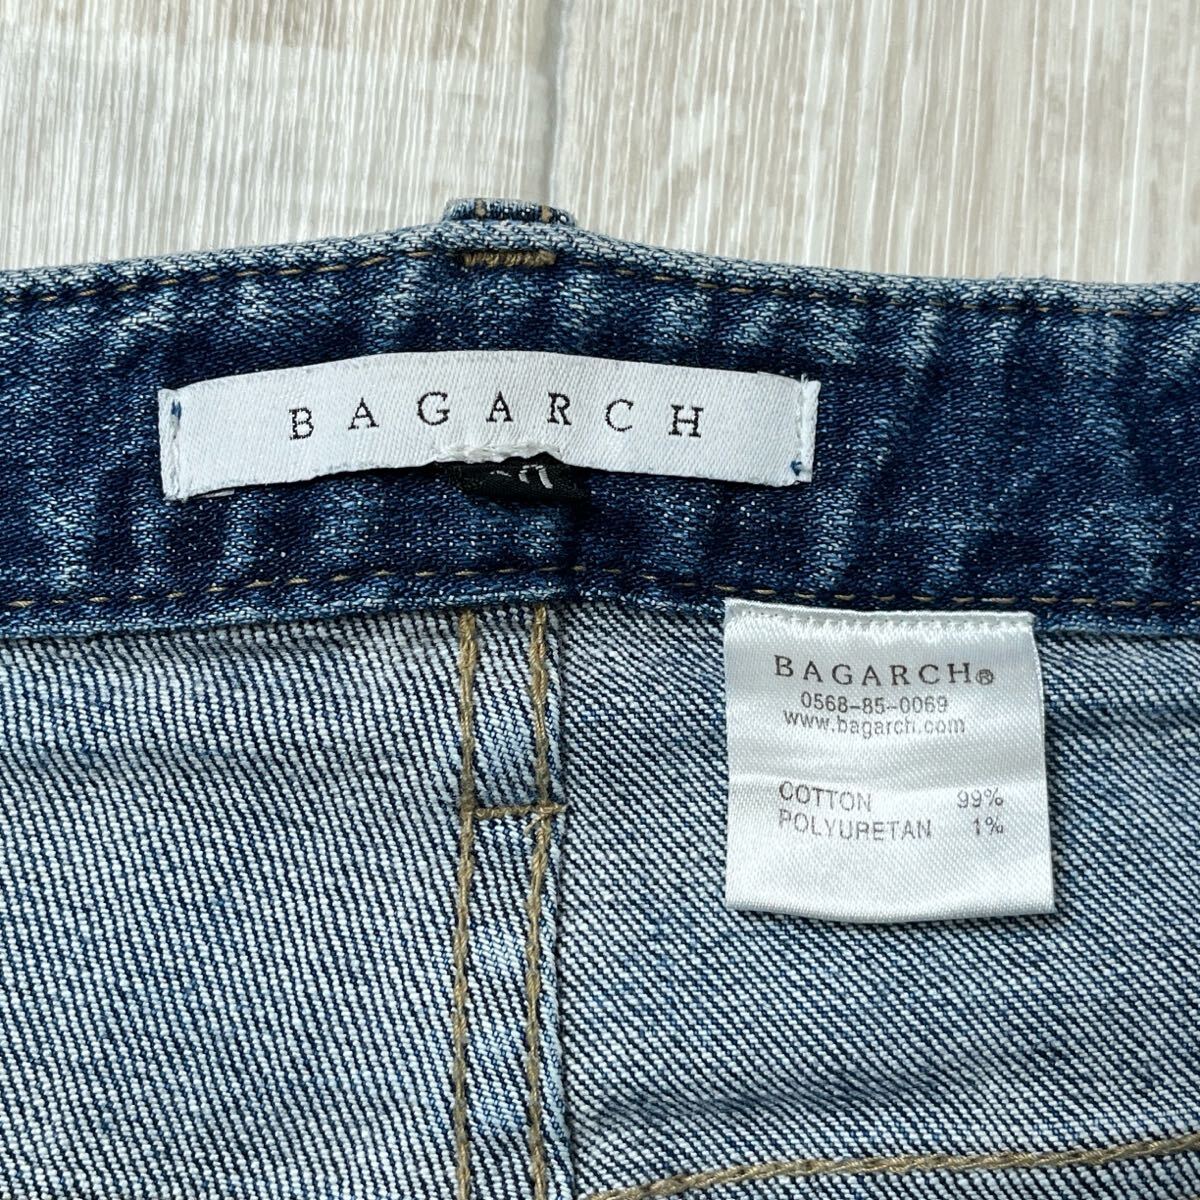 BAGARCH
BAGARCH®
0568-85-0069
www.bagarch.com
COTTON 99%
POLYURETAN 1%